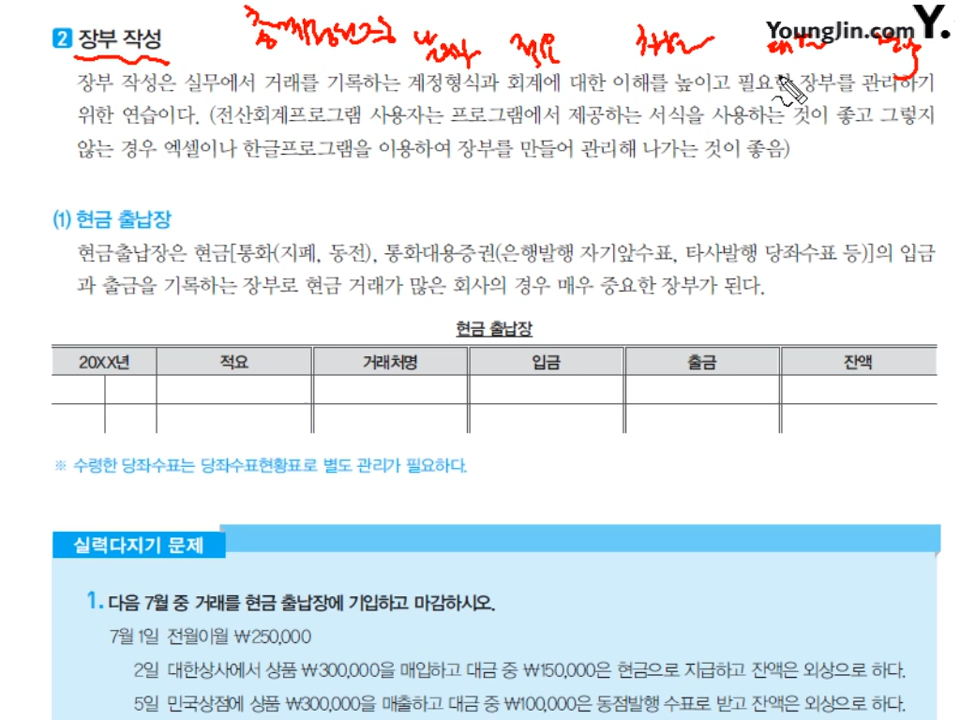 Younglin.com Y.
2 장부 작성
날짜 적요 차변
장부 작성은 실무에서 거래를 기록하는 계정형식과 회계에 대한 이해를 높이고 필요한 장부를 관리하기
위한 연습이다. (전산회계프로그램 사용자는 프로그램에서 제공하는 서식을 사용하는 것이 좋고 그렇지
않는 경우 엑셀이나 한글프로그램을 이용하여 장부를 만들어 관리해 나가는 것이 좋음)
(1) 현금 출납장
현금출납장은 현금[통화(지폐, 동전), 통화대용증권(은행발행 자기앞수표, 타사발행 당좌수표 등)]의 입금
과 출금을 기록하는 장부로 현금 거래가 많은 회사의 경우 매우 중요한 장부가 된다.
현금 출납장
20XX년 적요 거래처명 입금 출금 잔액
※ 수령한 당좌수표는 당좌수표현황표로 별도 관리가 필요하다.
실력다지기 문제
1. 다음 7월 중 거래를 현금 출납장에 기입하고 마감하시오.
7월 1일 전월이월 ₩250,000
2일 대한상사에서 상품 ₩300,000을 매입하고 대금 중 ₩150,000은 현금으로 지급하고 잔액은 외상으로 하다.
5일 민국상점에 상품 ₩300,000을 매출하고 대금 중 ₩100,000은 동점발행 수표로 받고 잔액은 외상으로 하다.